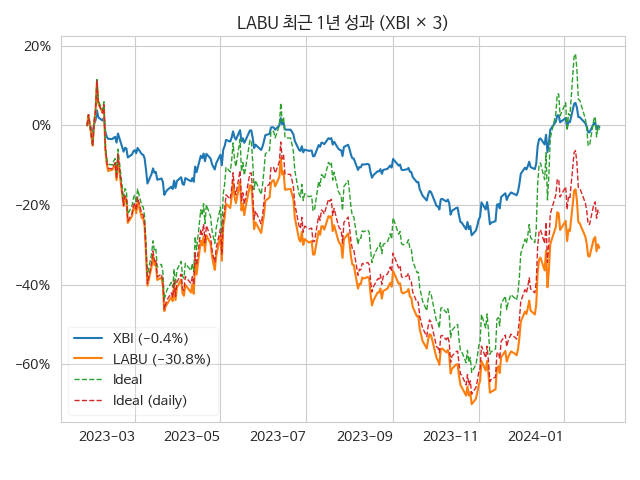 LABU 최근 1년 성과 (XBI × 3)
20%
0%
−20%
−40%
−60%
XBI (−0.4%)
LABU (−30.8%)
Ideal
Ideal (daily)
2023−03
2023−05
2023−07
2023−09
2023−11
2024−01